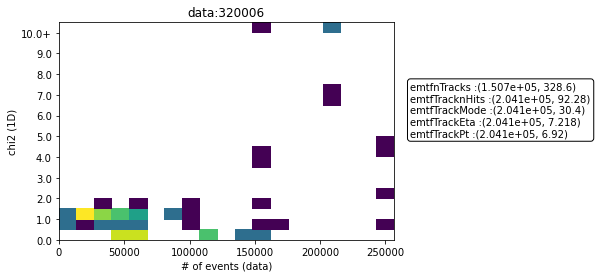 data:320006
10.0+
9.0
8.0
7.0
6.0
5.0
4.0
3.0
2.0
1.0
0.0
chi2 (1D)
0 50000 100000 150000 200000 250000
# of events (data)
emtfnTracks :(1.507e+05, 328.6)
emtfTracknHits :(2.041e+05, 92.28)
emtfTrackMode :(2.041e+05, 30.4)
emtfTrackEta :(2.041e+05, 7.218)
emtfTrackPt :(2.041e+05, 6.92)